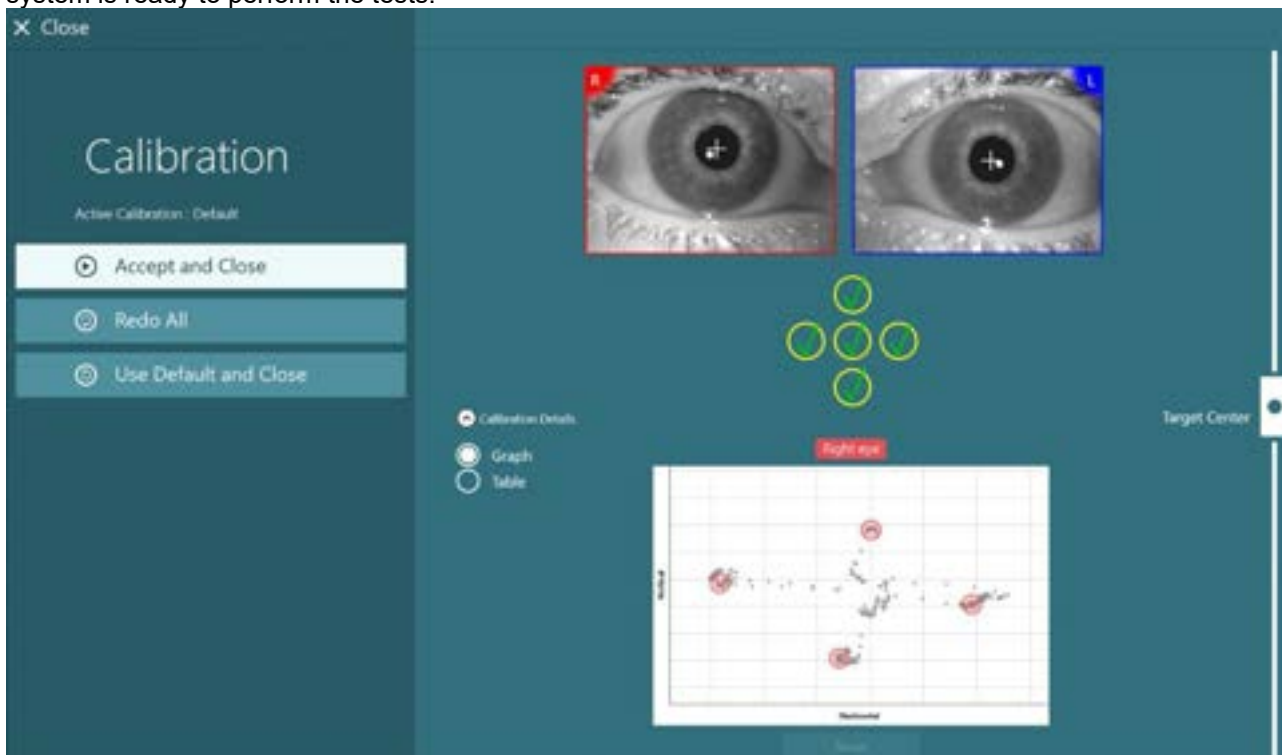 system is ready to perform the tests.
Close
Calibration
Active Calibration : Default
Accept and Close
Redo All
Use Default and Close
R
L
Calibration Details
Graph
Table
Target Center
Right eye
Vertical
Horizontal